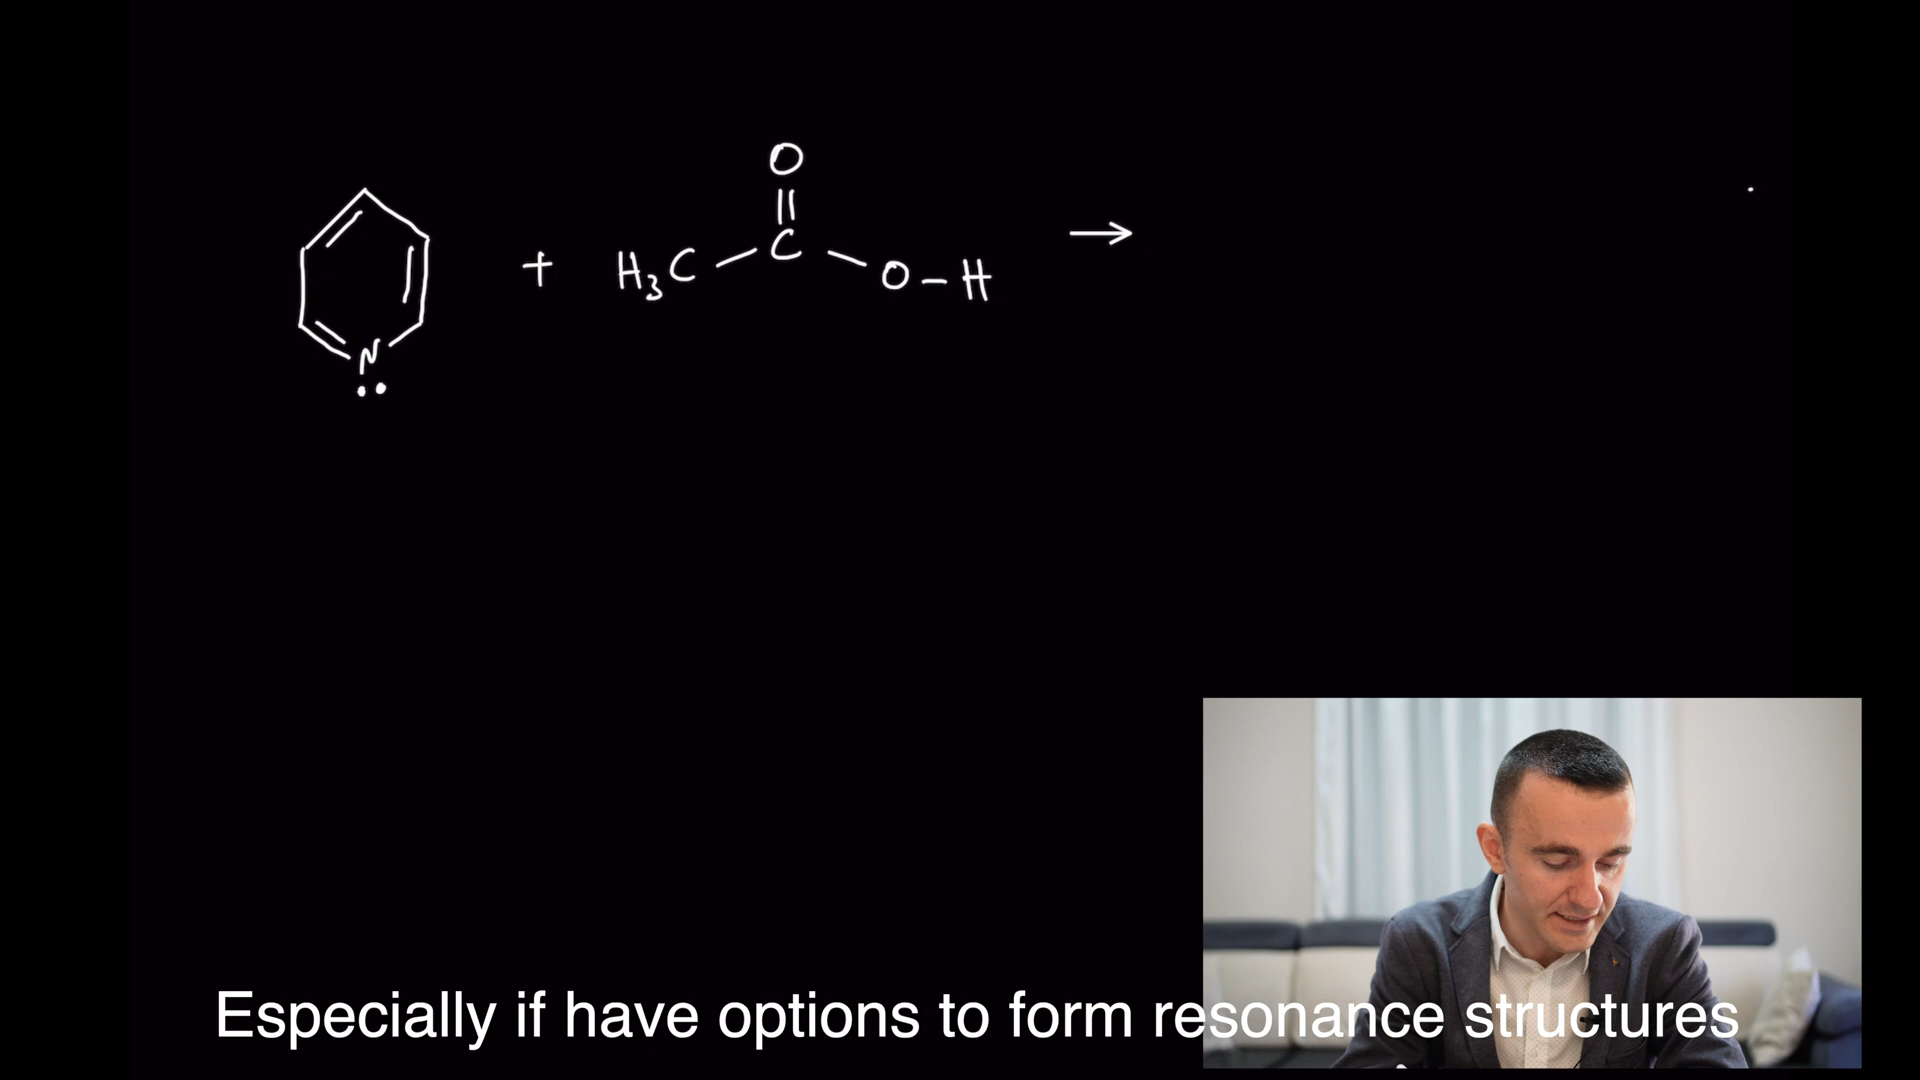 O
||
H₃C – C – O – H
N
+
→
Especially if have options to form resonance structures